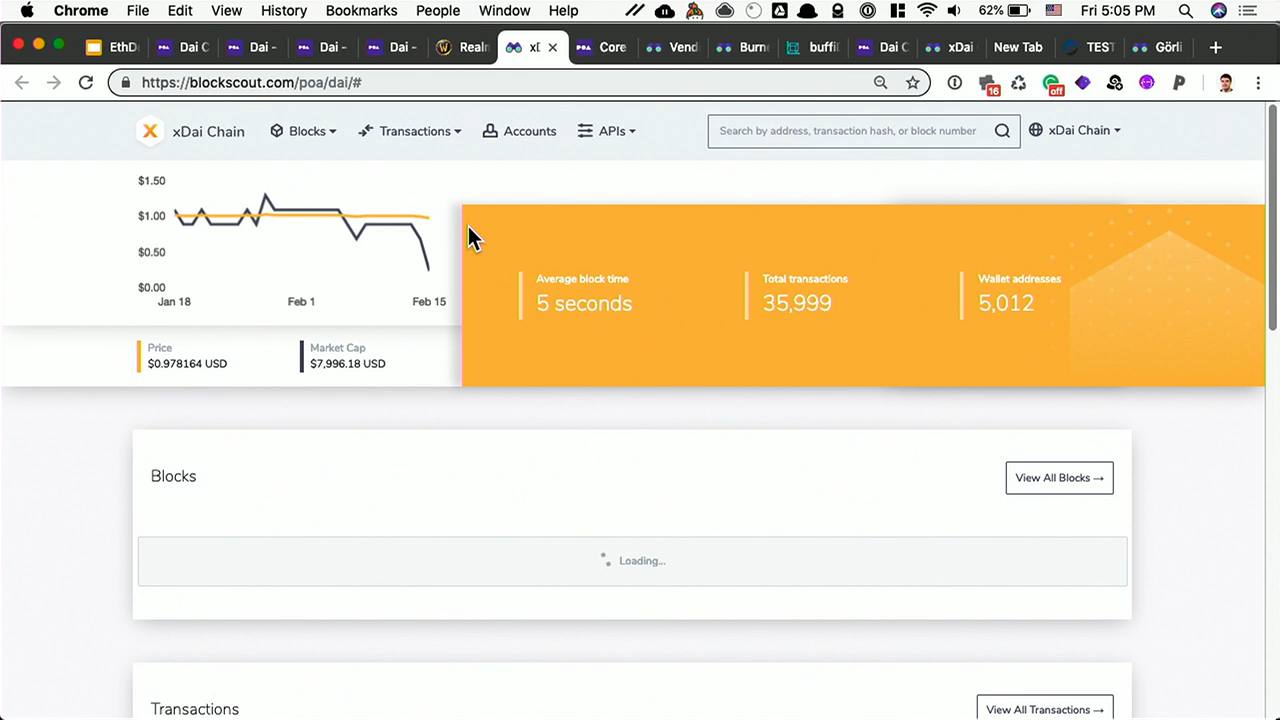 Chrome File Edit View History Bookmarks People Window Help 62% Fri 5:05 PM
EthD Dai C Dai - Dai - Dai - Realr xD Core Vend Burne buffil Dai C xDai New Tab TEST Görli
https://blockscout.com/poa/dai/#
16 off
xDai Chain Blocks Transactions Accounts APIs Search by address, transaction hash, or block number xDai Chain
$1.50
$1.00
$0.50
$0.00
Jan 18 Feb 1 Feb 15
Average block time Total transactions Wallet addresses
5 seconds 35,999 5,012
Price Market Cap
$0.978164 USD $7,996.18 USD
Blocks View All Blocks →
Loading...
Transactions View All Transactions →